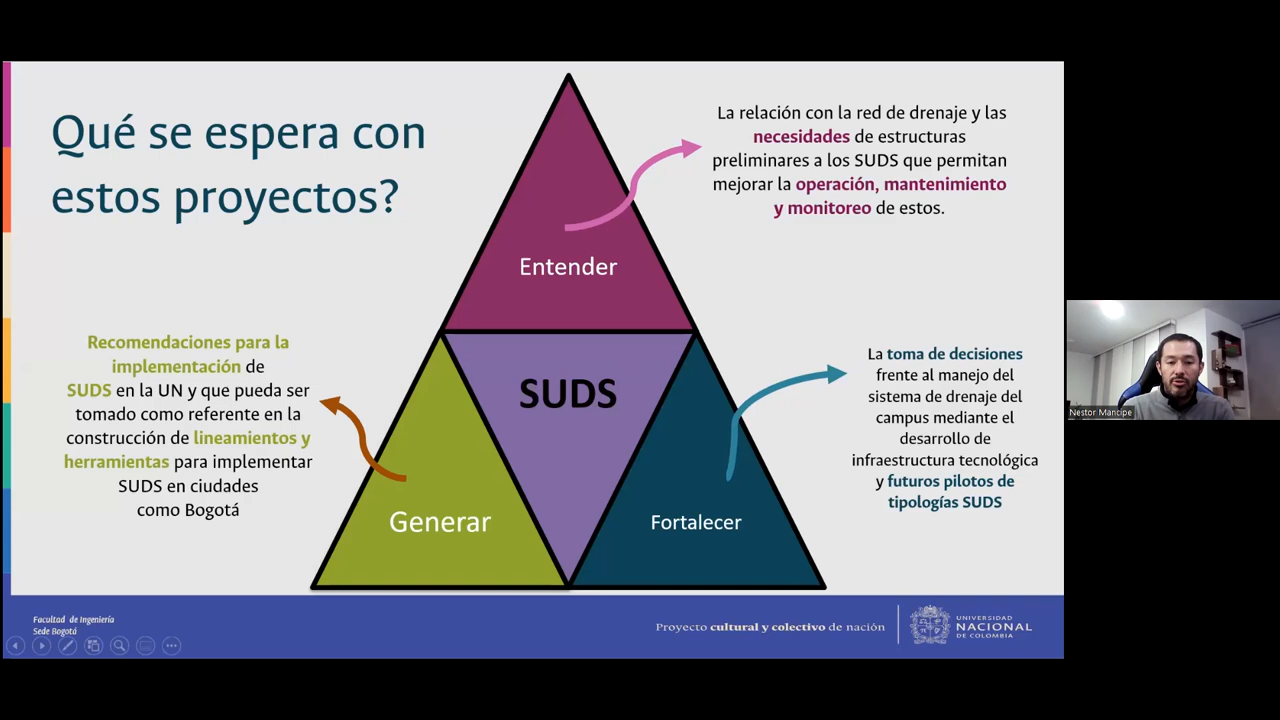 Qué se espera con
estos proyectos?
La relación con la red de drenaje y las
necesidades de estructuras
preliminares a los SUDS que permitan
mejorar la operación, mantenimiento
y monitoreo de estos.
Entender
Recomendaciones para la
implementación de
SUDS en la UN y que pueda ser
tomado como referente en la
construcción de lineamientos y
herramientas para implementar
SUDS en ciudades
como Bogotá
SUDS
La toma de decisiones
frente al manejo del
sistema de drenaje del
campus mediante el
desarrollo de
infraestructura tecnológica
y futuros pilotos de
tipologías SUDS
Generar
Fortalecer
Nestor Mancipe
Facultad de Ingeniería
Sede Bogotá
Proyecto cultural y colectivo de nación
UNIVERSIDAD
NACIONAL
DE COLOMBIA